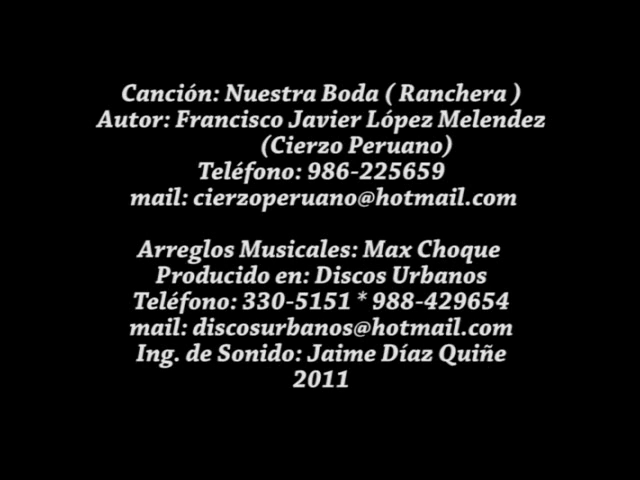 Canción: Nuestra Boda ( Ranchera )
Autor: Francisco Javier López Melendez
(Cierzo Peruano)
Teléfono: 986-225659
mail: cierzoperuano@hotmail.com
Arreglos Musicales: Max Choque
Producido en: Discos Urbanos
Teléfono: 330-5151 * 988-429654
mail: discosurbanos@hotmail.com
Ing. de Sonido: Jaime Díaz Quiñe
2011